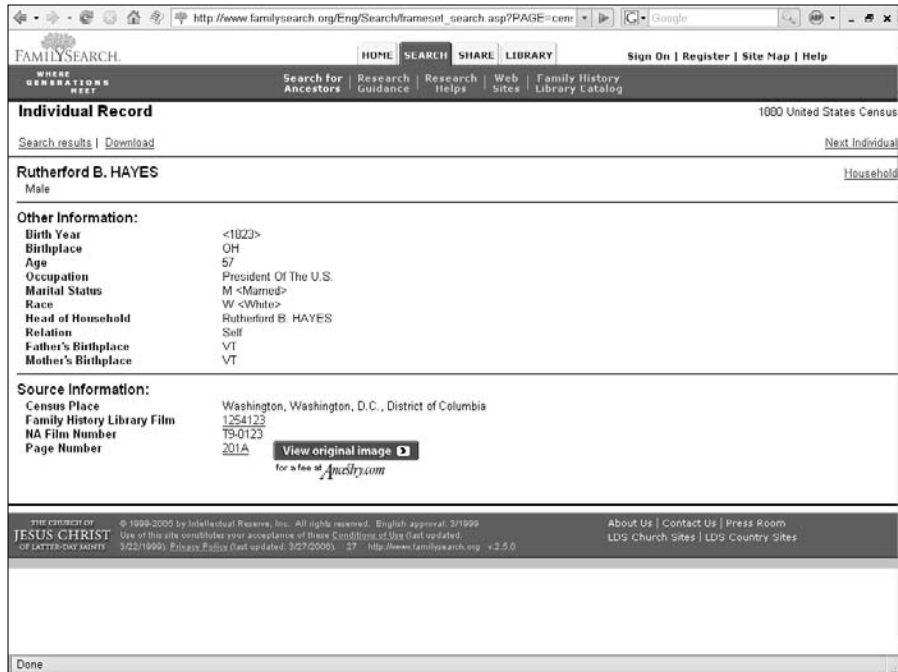 http://www.familysearch.org/Eng/Search/frameset_search.asp?PAGE=cen: Google
FAMILYSEARCH. HOME SEARCH SHARE LIBRARY Sign On | Register | Site Map | Help
WHERE GENERATIONS MEET
Search for Ancestors | Research Guidance | Research Helps | Web Sites | Family History Library Catalog
Individual Record 1880 United States Census
Search results | Download Next Individual
Rutherford B. HAYES Household
Male
Other Information:
Birth Year <1823>
Birthplace OH
Age 57
Occupation President Of The U.S.
Marital Status M <Married>
Race W <White>
Head of Household Rutherford B. HAYES
Relation Self
Father's Birthplace VT
Mother's Birthplace VT
Source Information:
Census Place Washington, Washington, D.C., District of Columbia
Family History Library Film 1254123
NA Film Number T9-0123
Page Number 201A View original image
for a fee at Ancestry.com
THE CHURCH OF
JESUS CHRIST
OF LATTER-DAY SAINTS
© 1999-2005 by Intellectual Reserve, Inc. All rights reserved. English approval: 3/1999
Use of this site constitutes your acceptance of these Conditions of Use (last updated:
3/22/1999). Privacy Policy (last updated: 3/27/2000). 27 http://www.familysearch.org v.2.5.0
About Us | Contact Us | Press Room
LDS Church Sites | LDS Country Sites
Done